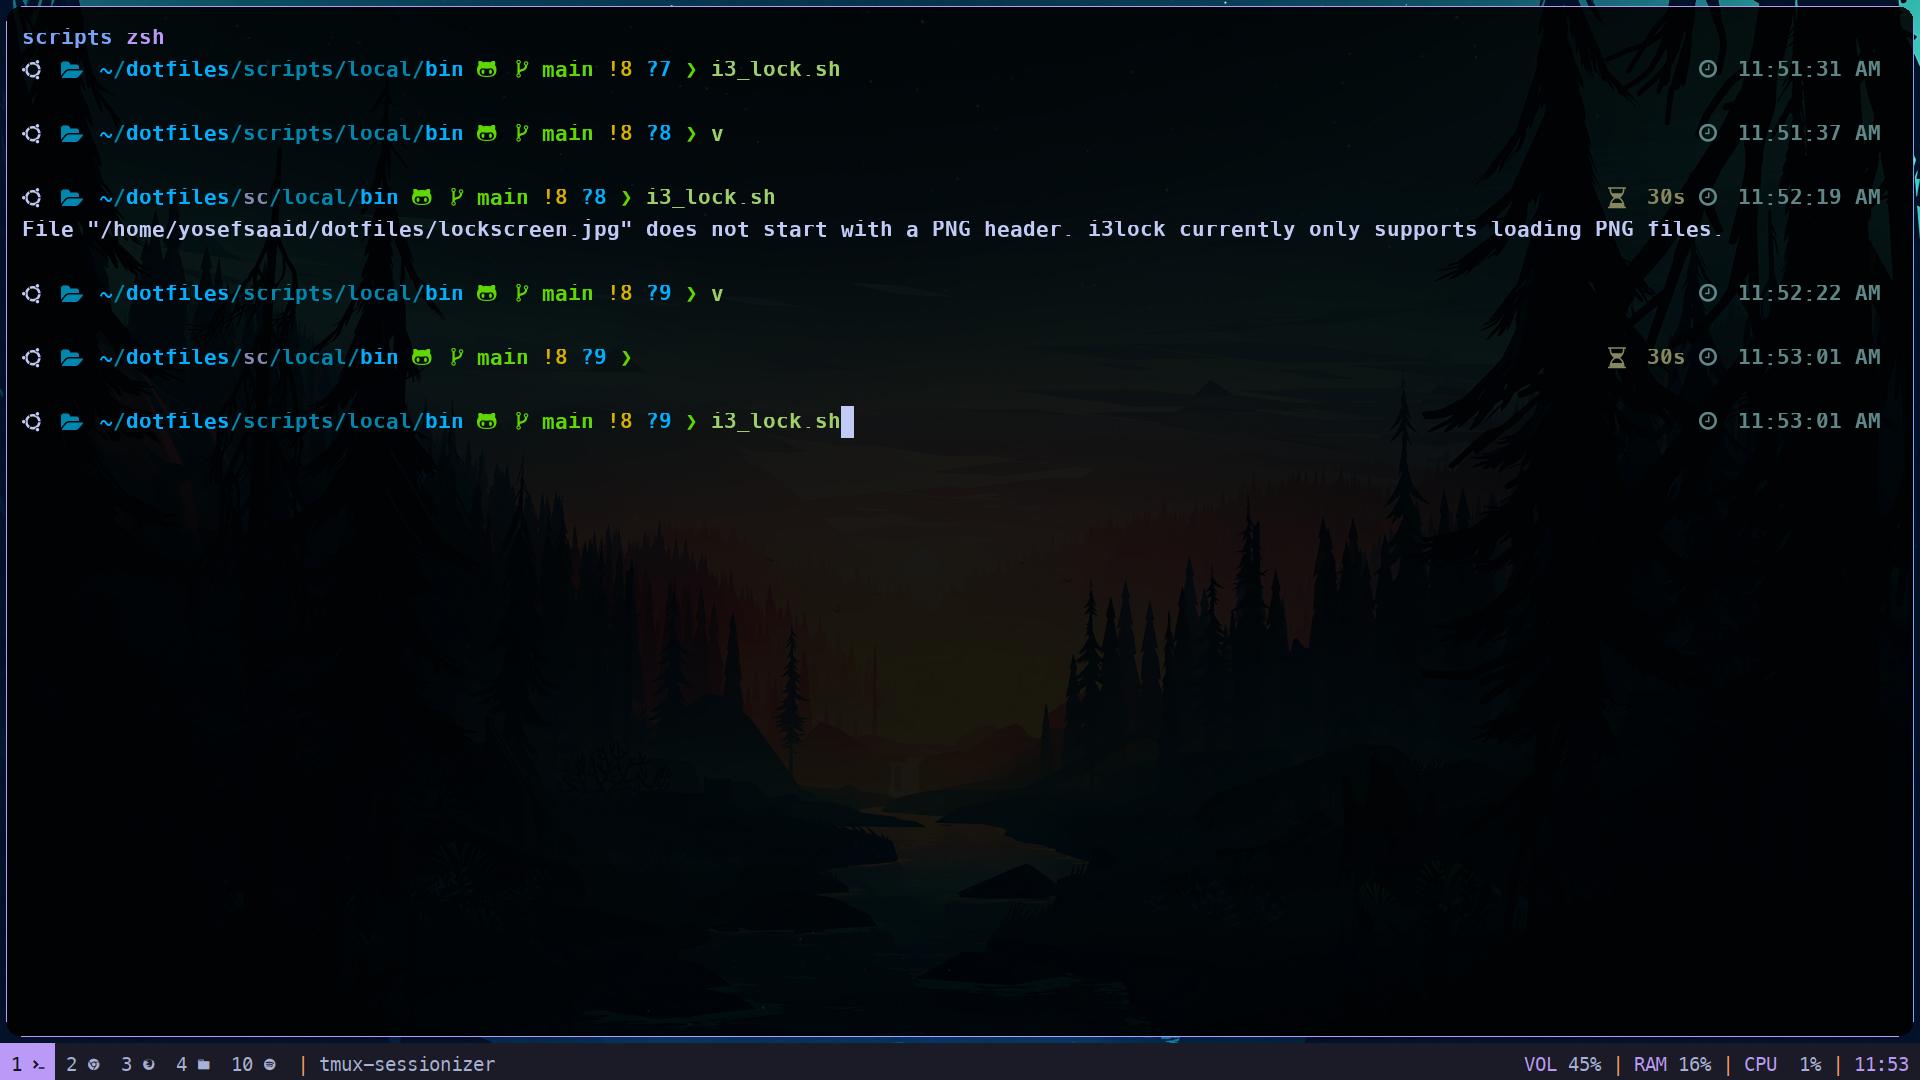 scripts zsh
~/dotfiles/scripts/local/bin main !8 ?7 ❯ i3_lock.sh 11:51:31 AM
~/dotfiles/scripts/local/bin main !8 ?8 ❯ v 11:51:37 AM
~/dotfiles/sc/local/bin main !8 ?8 ❯ i3_lock.sh 30s 11:52:19 AM
File "/home/yosefsaaid/dotfiles/lockscreen.jpg" does not start with a PNG header. i3lock currently only supports loading PNG files.
~/dotfiles/scripts/local/bin main !8 ?9 ❯ v 11:52:22 AM
~/dotfiles/sc/local/bin main !8 ?9 ❯ 30s 11:53:01 AM
~/dotfiles/scripts/local/bin main !8 ?9 ❯ i3_lock.sh 11:53:01 AM
1 2 3 4 10 | tmux-sessionizer VOL 45% | RAM 16% | CPU 1% | 11:53